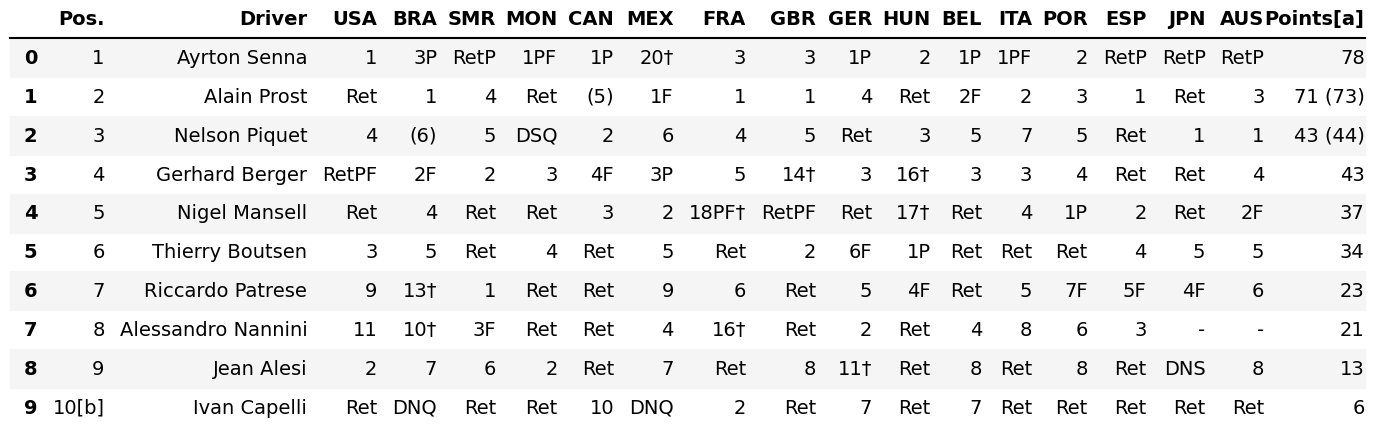 Pos. Driver USA BRA SMR MON CAN MEX FRA GBR GER HUN BEL ITA POR ESP JPN AUS Points[a]
0 1 Ayrton Senna 1 3P RetP 1PF 1P 20† 3 3 1P 2 1P 1PF 2 RetP RetP RetP 78
1 2 Alain Prost Ret 1 4 Ret (5) 1F 1 1 4 Ret 2F 2 3 1 Ret 3 71 (73)
2 3 Nelson Piquet 4 (6) 5 DSQ 2 6 4 5 Ret 3 5 7 5 Ret 1 1 43 (44)
3 4 Gerhard Berger RetPF 2F 2 3 4F 3P 5 14† 3 16† 3 3 4 Ret Ret 4 43
4 5 Nigel Mansell Ret 4 Ret Ret 3 2 18PF† RetPF Ret 17† Ret 4 1P 2 Ret 2F 37
5 6 Thierry Boutsen 3 5 Ret 4 Ret 5 Ret 2 6F 1P Ret Ret Ret 4 5 5 34
6 7 Riccardo Patrese 9 13† 1 Ret Ret 9 6 Ret 5 4F Ret 5 7F 5F 4F 6 23
7 8 Alessandro Nannini 11 10† 3F Ret Ret 4 16† Ret 2 Ret 4 8 6 3 - - 21
8 9 Jean Alesi 2 7 6 2 Ret 7 Ret 8 11† Ret 8 Ret 8 Ret DNS 8 13
9 10[b] Ivan Capelli Ret DNQ Ret Ret 10 DNQ 2 Ret 7 Ret 7 Ret Ret Ret Ret Ret 6